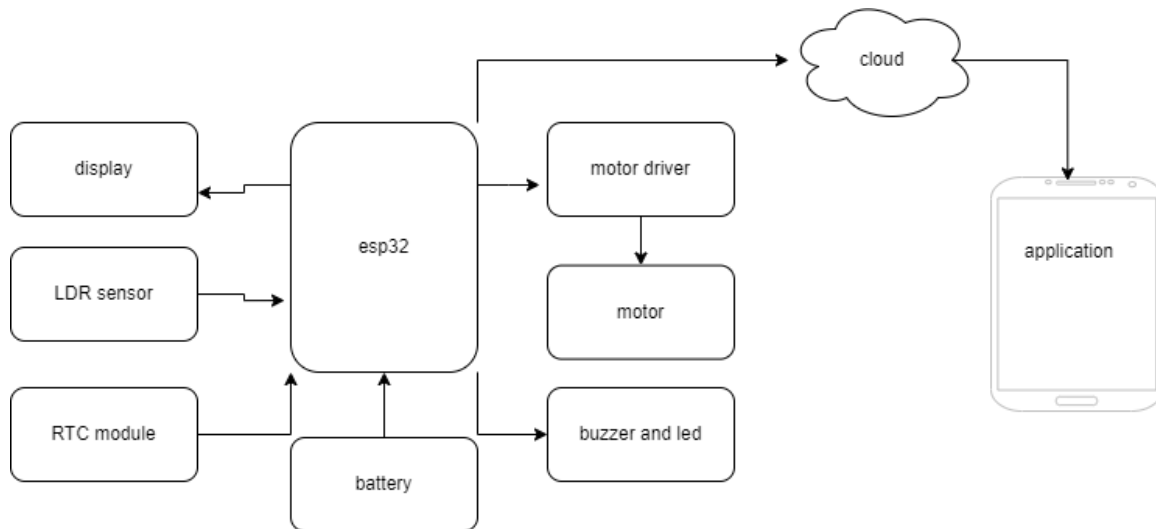 cloud
display
motor driver
esp32
application
LDR sensor
motor
RTC module
buzzer and led
battery